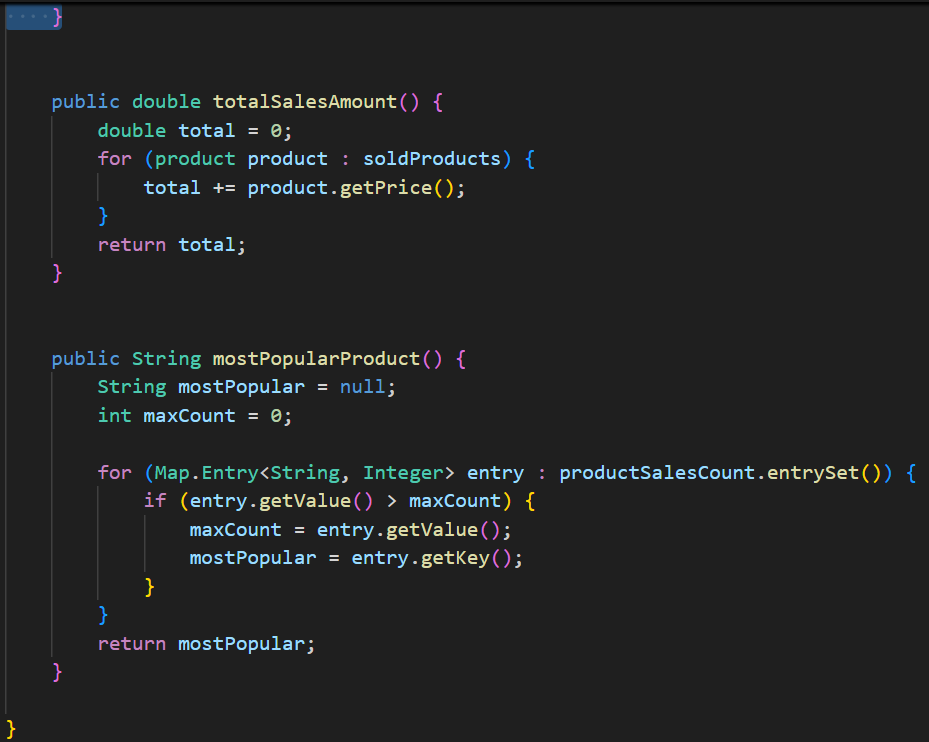 }
public double totalSalesAmount() {
double total = 0;
for (product product : soldProducts) {
total += product.getPrice();
}
return total;
}
public String mostPopularProduct() {
String mostPopular = null;
int maxCount = 0;
for (Map.Entry<String, Integer> entry : productSalesCount.entrySet()) {
if (entry.getValue() > maxCount) {
maxCount = entry.getValue();
mostPopular = entry.getKey();
}
}
return mostPopular;
}
}